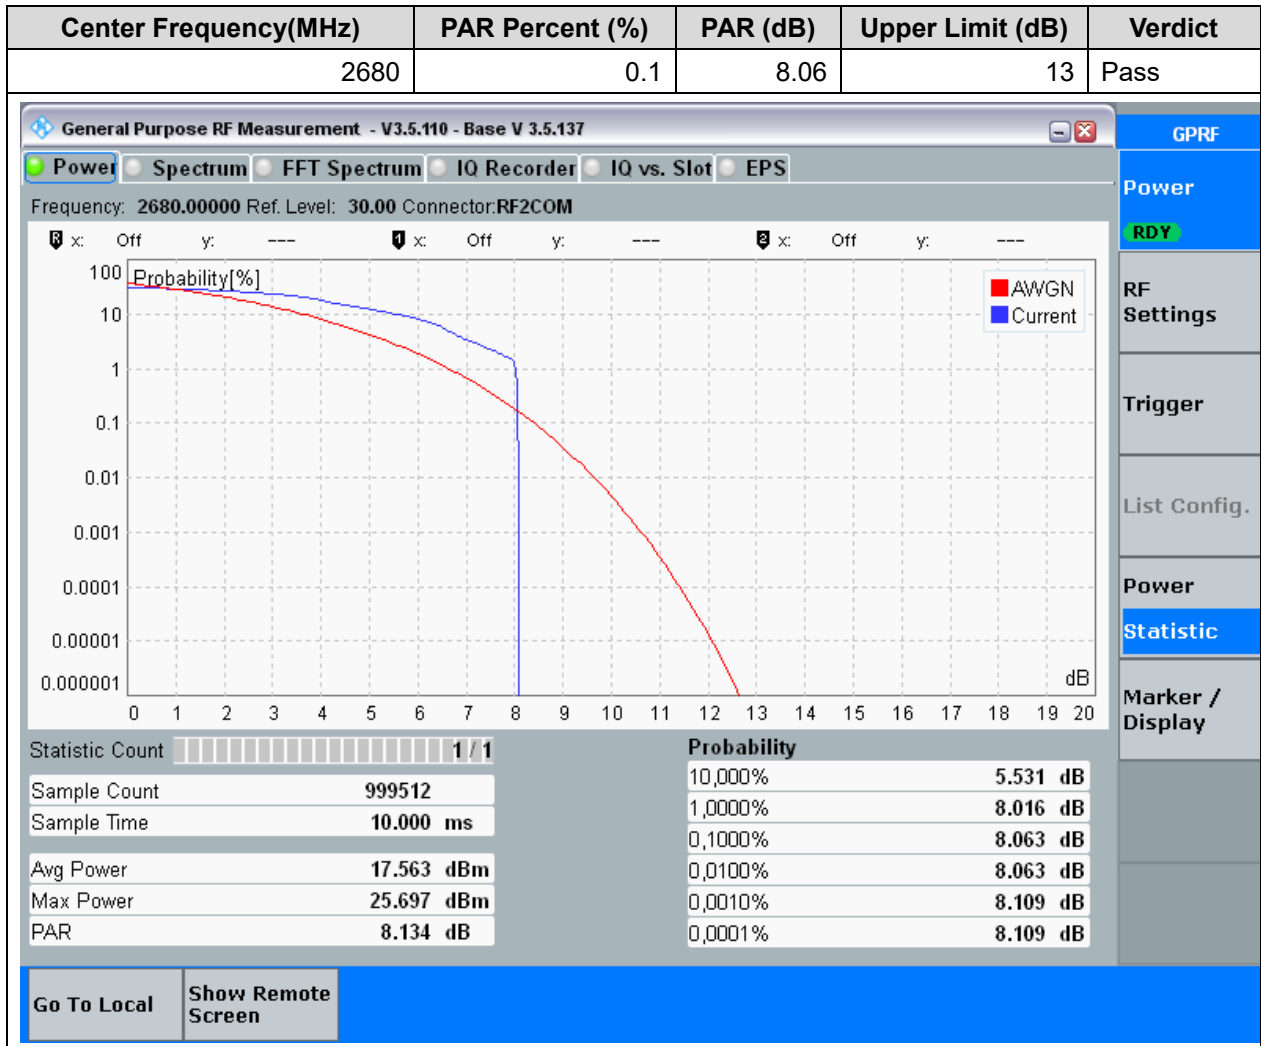 Center Frequency(MHz) PAR Percent (%) PAR (dB) Upper Limit (dB) Verdict
2680 0.1 8.06 13 Pass
General Purpose RF Measurement - V3.5.110 - Base V 3.5.137
GPRF
Power Spectrum FFT Spectrum IQ Recorder IQ vs. Slot EPS
Power
RDY
Frequency: 2680.00000 Ref. Level: 30.00 Connector:RF2COM
R x: Off y: --- 1 x: Off y: --- 2 x: Off y: ---
Probability[%]
AWGN
Current
100
10
1
0.1
0.01
0.001
0.0001
0.00001
0.000001
dB
0 1 2 3 4 5 6 7 8 9 10 11 12 13 14 15 16 17 18 19 20
RF
Settings
Trigger
List Config.
Power
Statistic
Marker /
Display
Statistic Count 1 / 1
Sample Count 999512
Sample Time 10.000 ms
Avg Power 17.563 dBm
Max Power 25.697 dBm
PAR 8.134 dB
Probability
10,000% 5.531 dB
1,0000% 8.016 dB
0,1000% 8.063 dB
0,0100% 8.063 dB
0,0010% 8.109 dB
0,0001% 8.109 dB
Go To Local
Show Remote
Screen